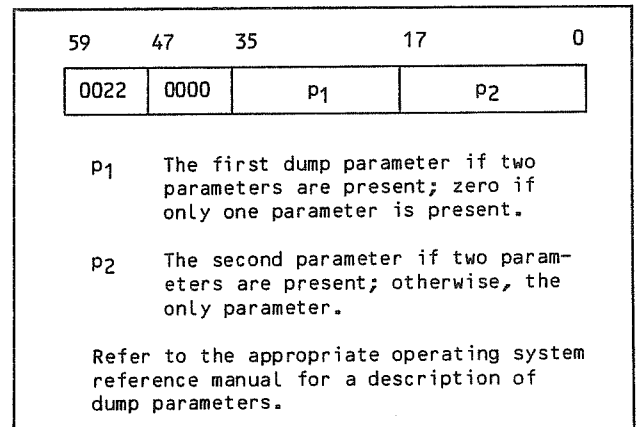 59 47 35 17 0
0022 0000 p1 p2
p1 The first dump parameter if two
parameters are present; zero if
only one parameter is present.
p2 The second parameter if two param-
eters are present; otherwise, the
only parameter.
Refer to the appropriate operating system
reference manual for a description of
dump parameters.